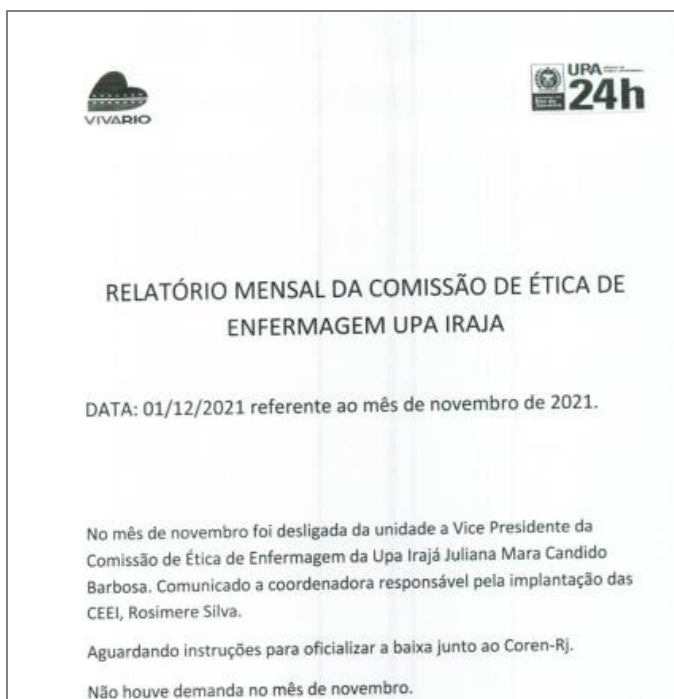 VIVARIO
UPA
24h
RELATÓRIO MENSAL DA COMISSÃO DE ÉTICA DE
ENFERMAGEM UPA IRAJA
DATA: 01/12/2021 referente ao mês de novembro de 2021.
No mês de novembro foi desligada da unidade a Vice Presidente da
Comissão de Ética de Enfermagem da Upa Irajá Juliana Mara Candido
Barbosa. Comunicado a coordenadora responsável pela implantação das
CEEI, Rosimere Silva.
Aguardando instruções para oficializar a baixa junto ao Coren-Rj.
Não houve demanda no mês de novembro.